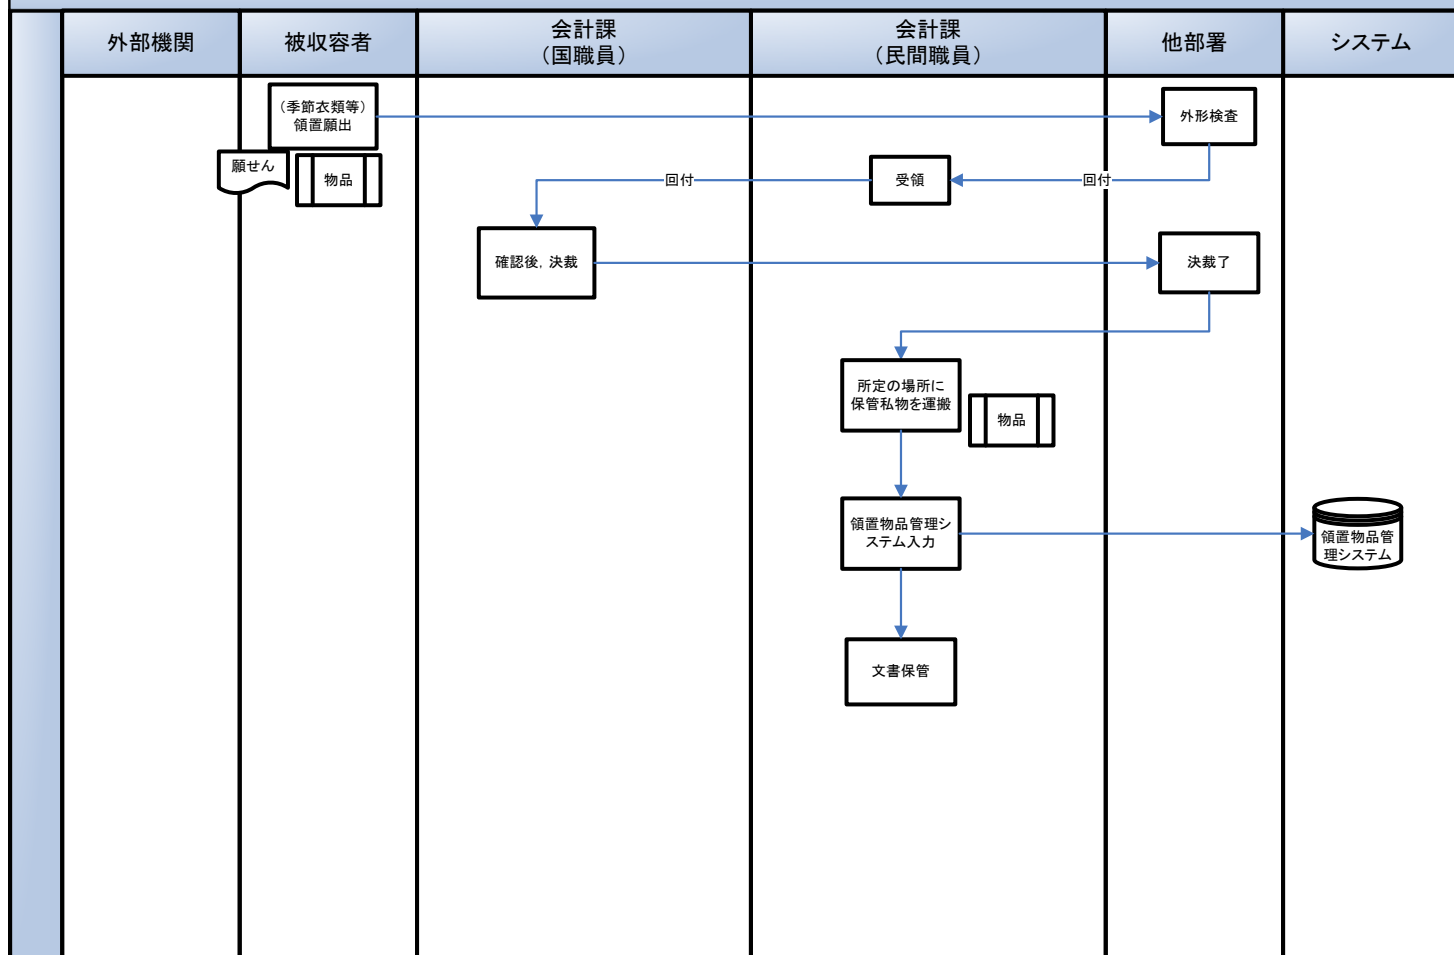 外部機関
被収容者
会計課
（国職員）
会計課
（民間職員）
他部署
システム
（季節衣類等）
領置願出
外形検査
願せん
物品
回付
受領
回付
確認後，決裁
決裁了
所定の場所に
保管私物を運搬
物品
領置物品管理シ
ステム入力
領置物品管
理システム
文書保管